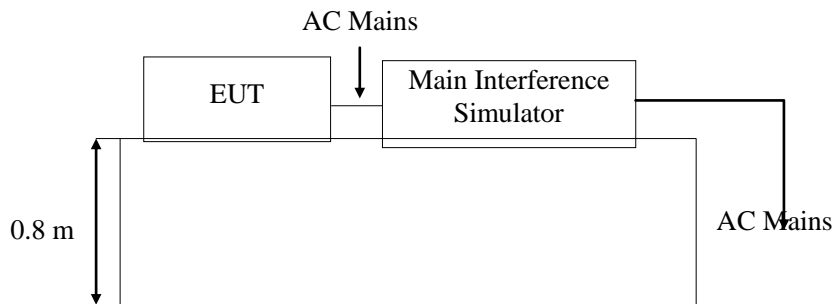 AC Mains
EUT
Main Interference
Simulator
0.8 m
AC Mains